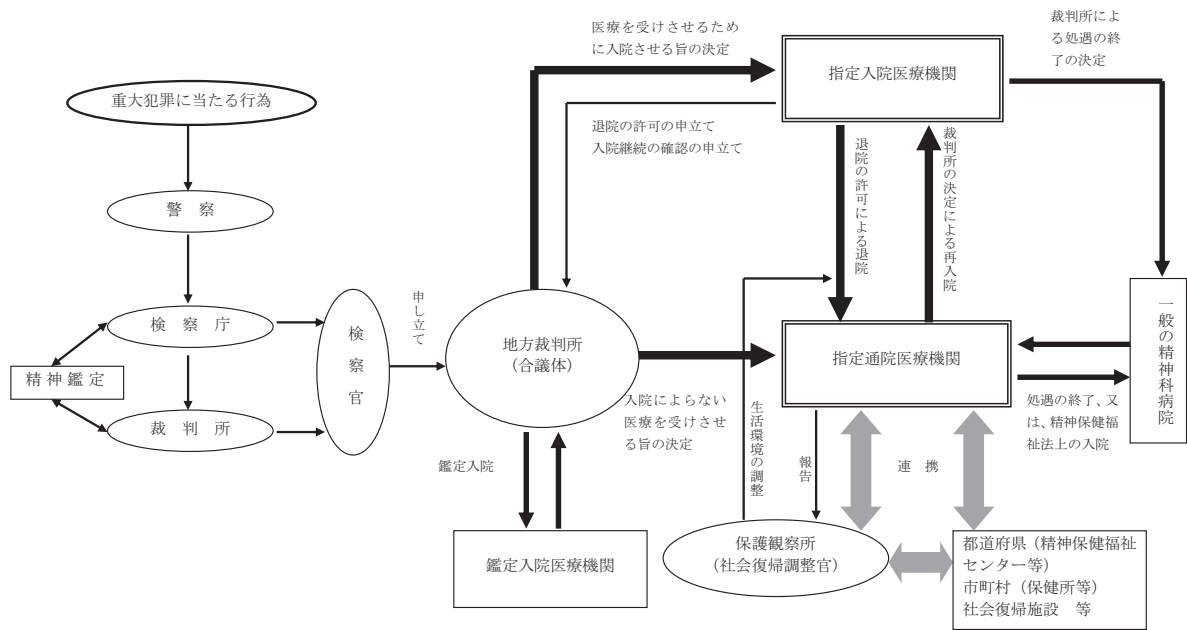 重大犯罪に当たる行為
警　察
検　察　庁
精 神 鑑 定
裁　判　所
検察官
申し立て
地方裁判所
（合議体）
医療を受けさせるため
に入院させる旨の決定
退院の許可の申立て
入院継続の確認の申立て
指定入院医療機関
裁判所によ
る処遇の終
了の決定
退院の許可による退院
裁判所の決定による再入院
指定通院医療機関
一般の精神科病院
入院によらない
医療を受けさせ
る旨の決定
処遇の終了、又
は、精神保健福
祉法上の入院
生活環境の調整
報告
連　携
鑑定入院
鑑定入院医療機関
保護観察所
（社会復帰調整官）
都道府県（精神保健福祉
センター等）
市町村（保健所等）
社会復帰施設　等